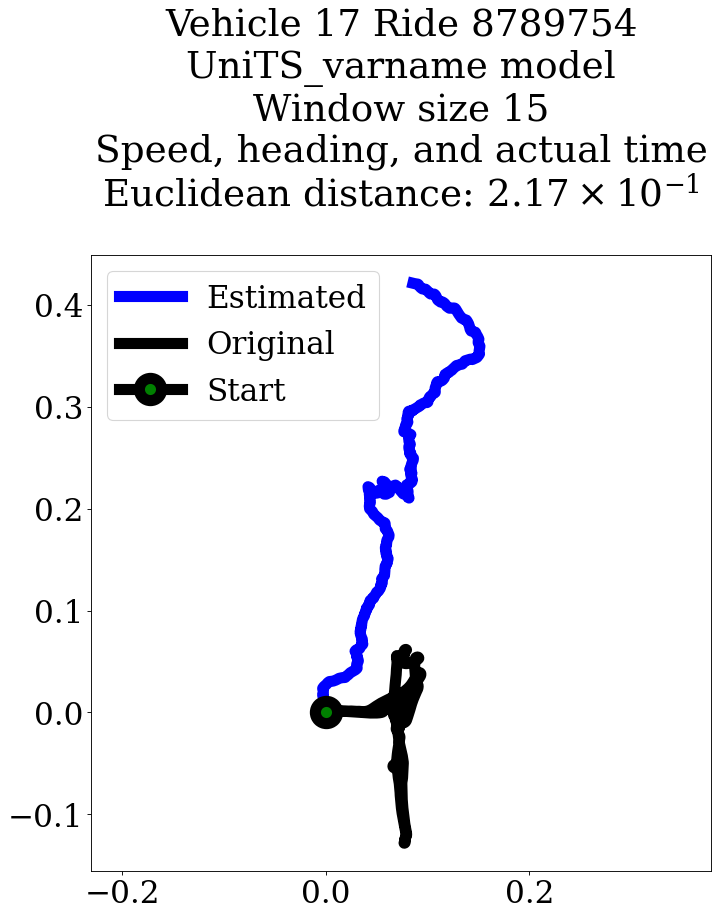 Vehicle 17 Ride 8789754
UniTS_varname model
Window size 15
Speed, heading, and actual time
Euclidean distance: 2.17 × 10⁻¹
Estimated
Original
Start
0.4
0.3
0.2
0.1
0.0
−0.1
−0.2 0.0 0.2